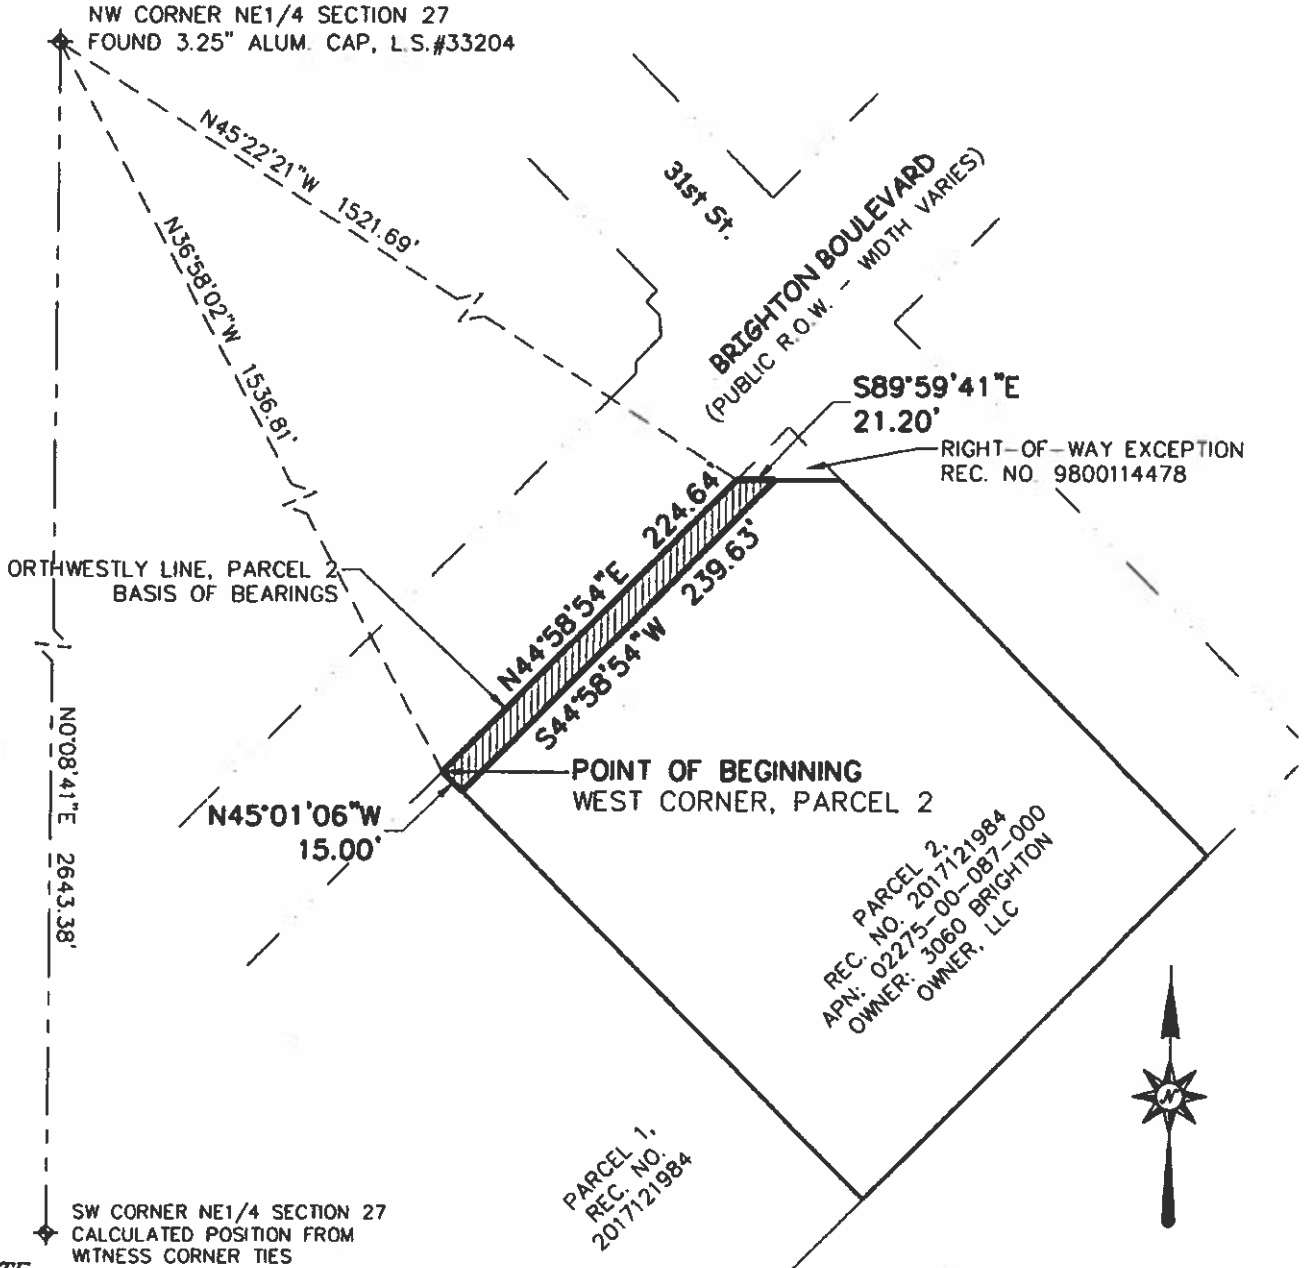 NW CORNER NE1/4 SECTION 27
FOUND 3.25" ALUM. CAP, L.S.#33204
N45°22'21"W 1521.69'
N36°58'02"W 1536.81'
31st St.
BRIGHTON BOULEVARD
(PUBLIC R.O.W. - WIDTH VARIES)
S89°59'41"E
21.20'
RIGHT-OF-WAY EXCEPTION
REC. NO. 9800114478
ORTHWESTLY LINE, PARCEL 2
BASIS OF BEARINGS
N44°58'54"E 224.64'
S44°58'54"W 239.63'
N0°08'41"E 2643.38'
POINT OF BEGINNING
WEST CORNER, PARCEL 2
N45°01'06"W
15.00'
PARCEL 2,
REC. NO. 2017121984
APN: 02275-00-087-000
OWNER: 3060 BRIGHTON
OWNER, LLC
N
PARCEL 1,
REC. NO.
2017121984
SW CORNER NE1/4 SECTION 27
CALCULATED POSITION FROM
WITNESS CORNER TIES